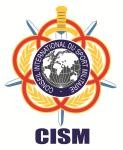 CONSEIL INTERNATIONAL DU SPORT MILITAIRE
CISM